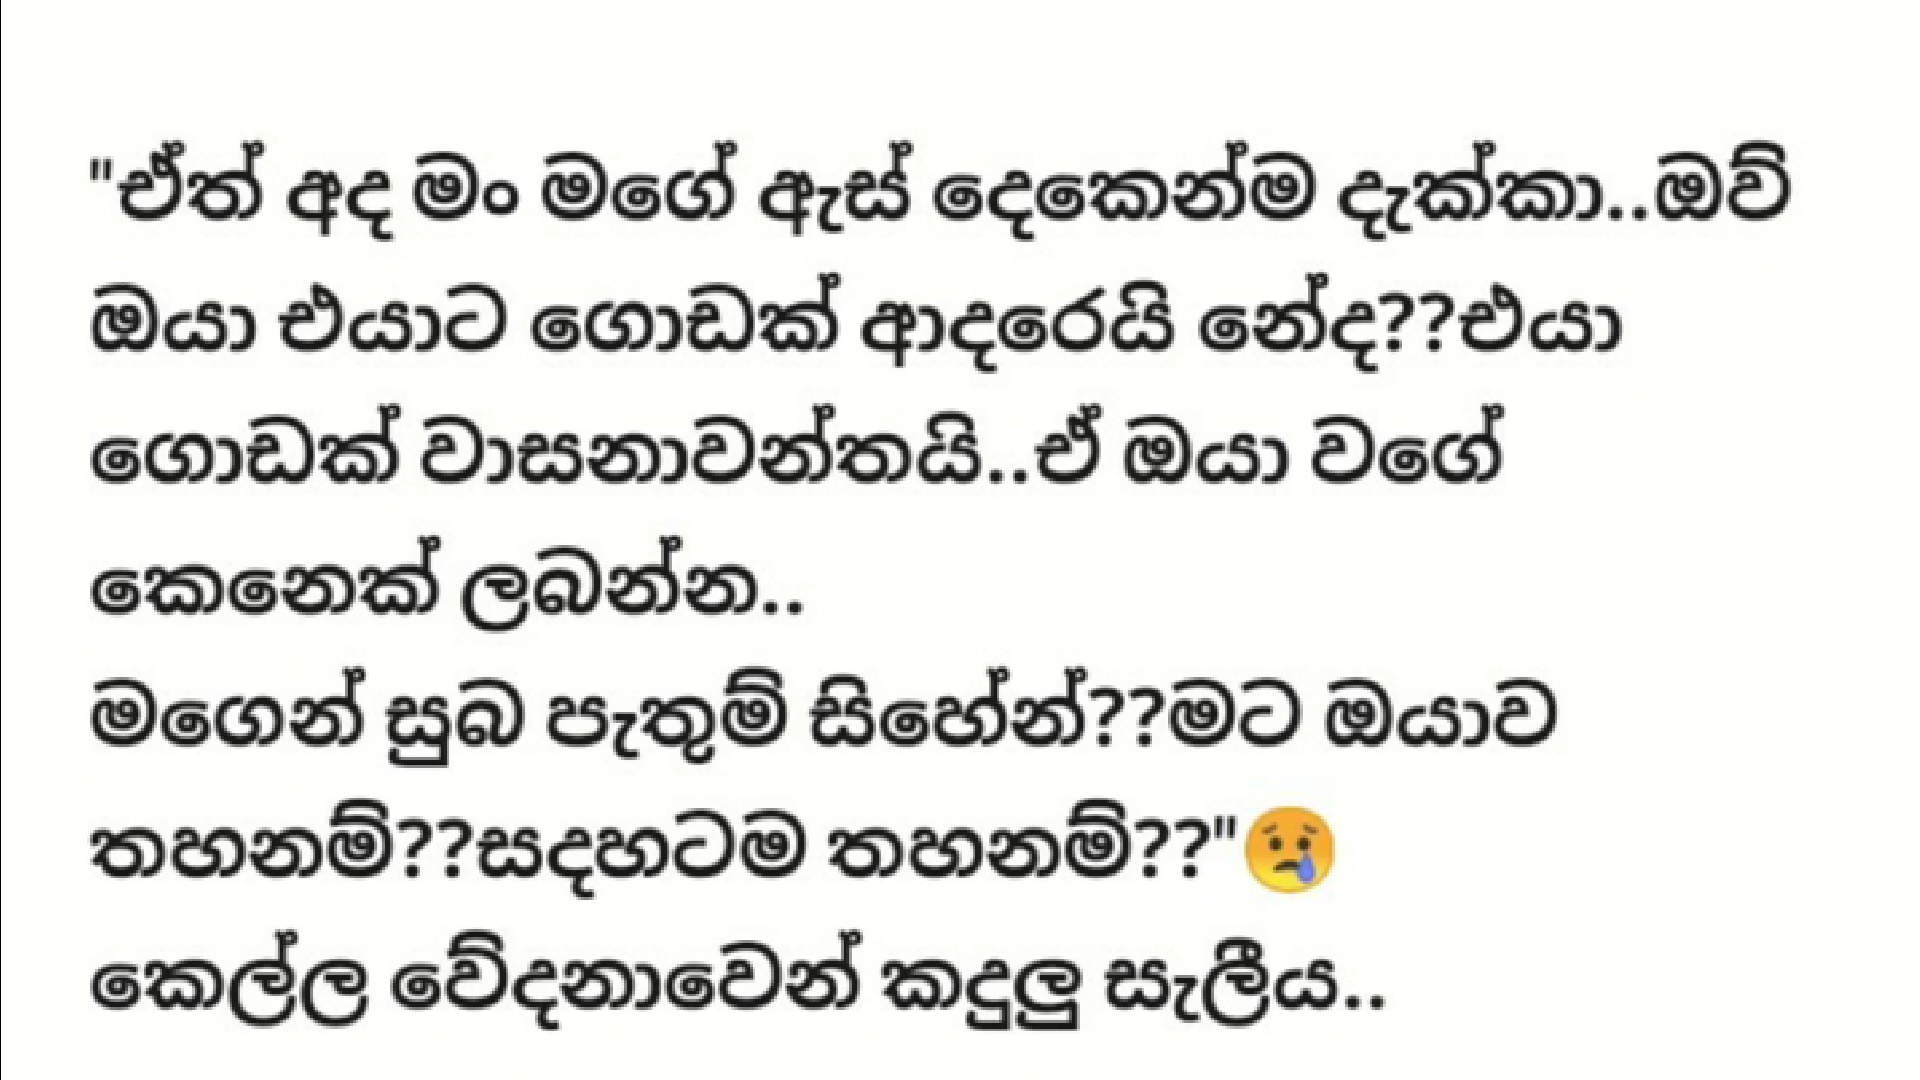 "ඒත් අද මං මගේ ඇස් දෙකෙන්ම දැක්කා..ඔව්
ඔයා එයාට ගොඩක් ආදරෙයි නේද??එයා
ගොඩක් වාසනාවන්තයි..ඒ ඔයා වගේ
කෙනෙක් ලබන්න..
මගෙන් සුබ පැතුම් සිහේන්??මට ඔයාව
තහනම්??සදහටම තහනම්??"😢
කෙල්ල වේදනාවෙන් කදුලු සැලීය..